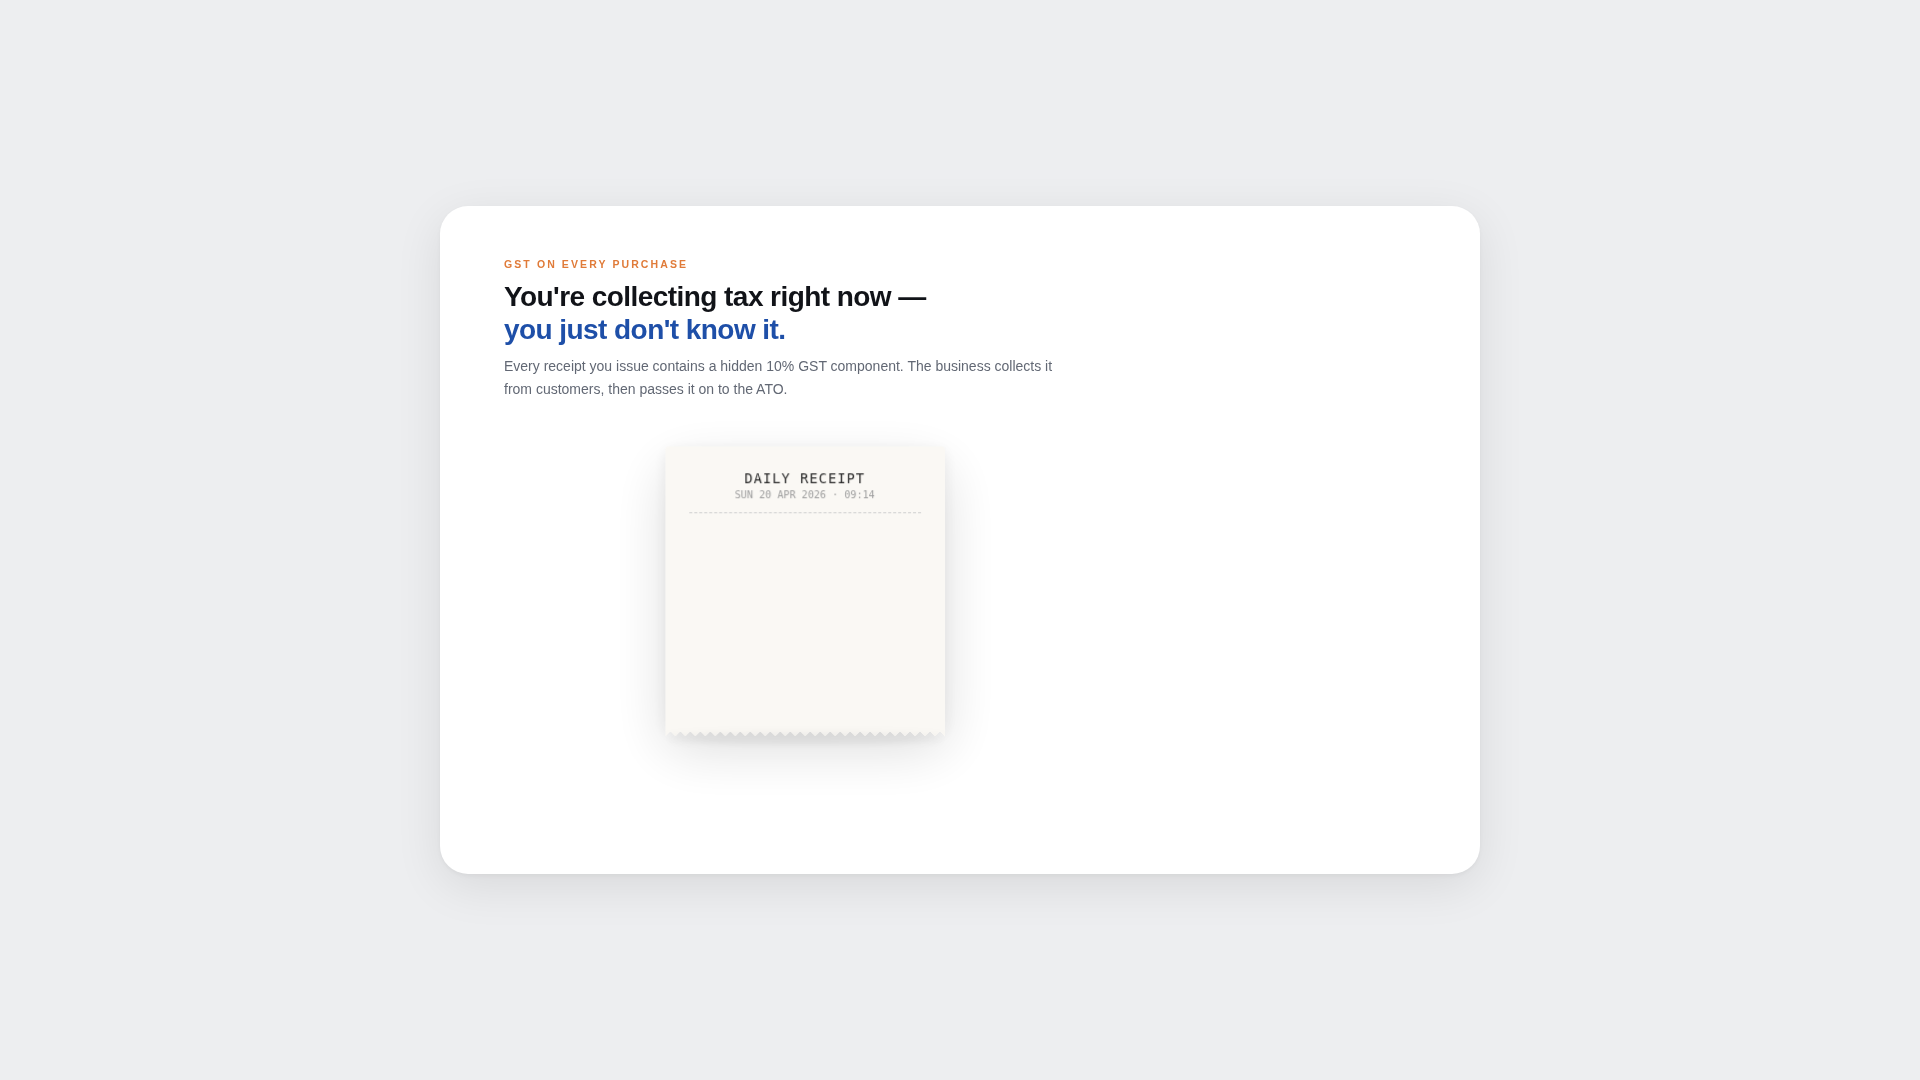 GST ON EVERY PURCHASE
You're collecting tax right now —
you just don't know it.
Every receipt you issue contains a hidden 10% GST component. The business collects it
from customers, then passes it on to the ATO.
DAILY RECEIPT
SUN 20 APR 2026 · 09:14